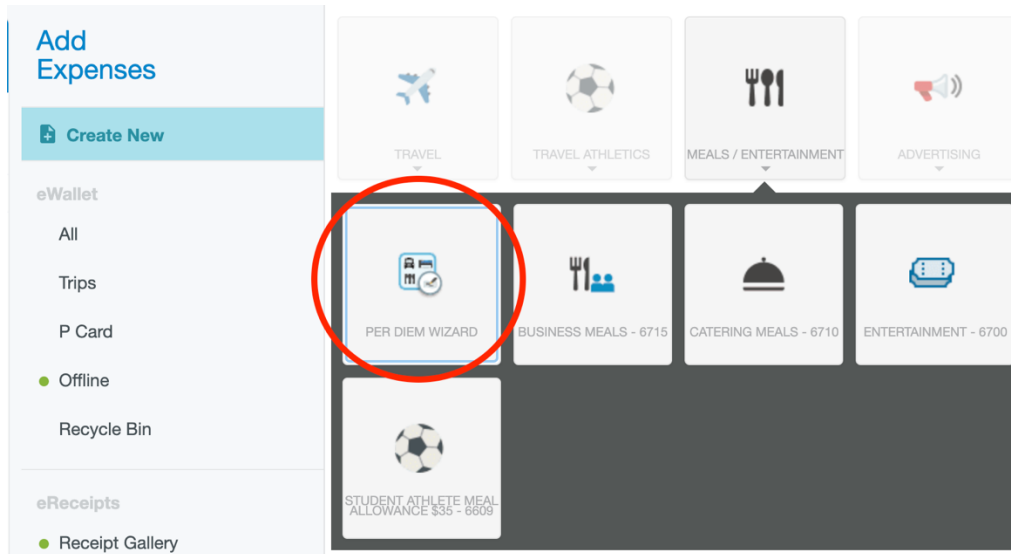 Add
Expenses
Create New
eWallet
All
Trips
P Card
Offline
Recycle Bin
eReceipts
Receipt Gallery
TRAVEL
TRAVEL ATHLETICS
MEALS / ENTERTAINMENT
ADVERTISING
PER DIEM WIZARD
BUSINESS MEALS - 6715
CATERING MEALS - 6710
ENTERTAINMENT - 6700
STUDENT ATHLETE MEAL
ALLOWANCE $35 - 6609